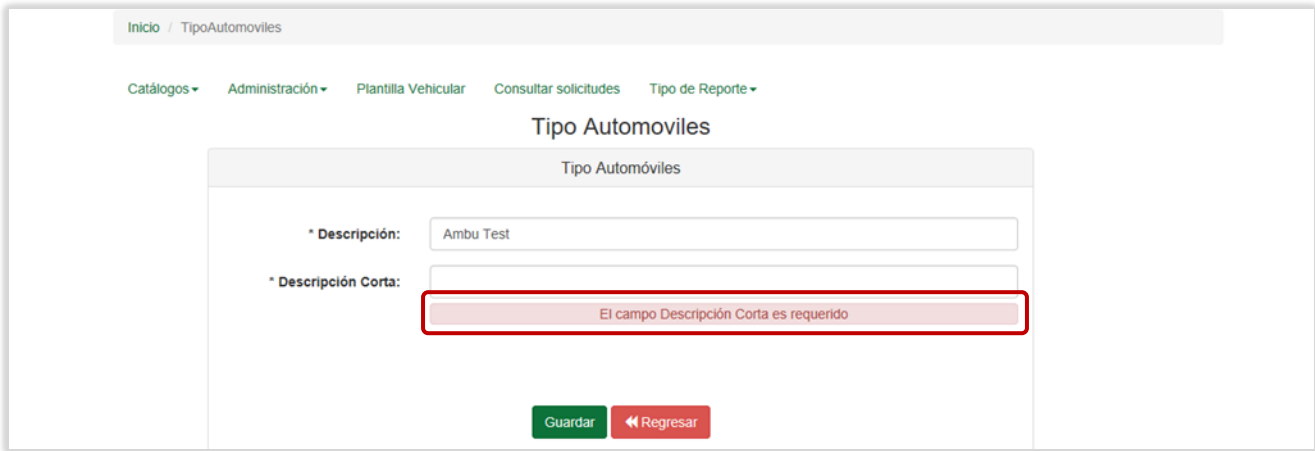 Inicio / TipoAutomoviles
Catálogos Administración Plantilla Vehicular Consultar solicitudes Tipo de Reporte
Tipo Automoviles
Tipo Automóviles
* Descripción: Ambu Test
* Descripción Corta:
El campo Descripción Corta es requerido
Guardar Regresar